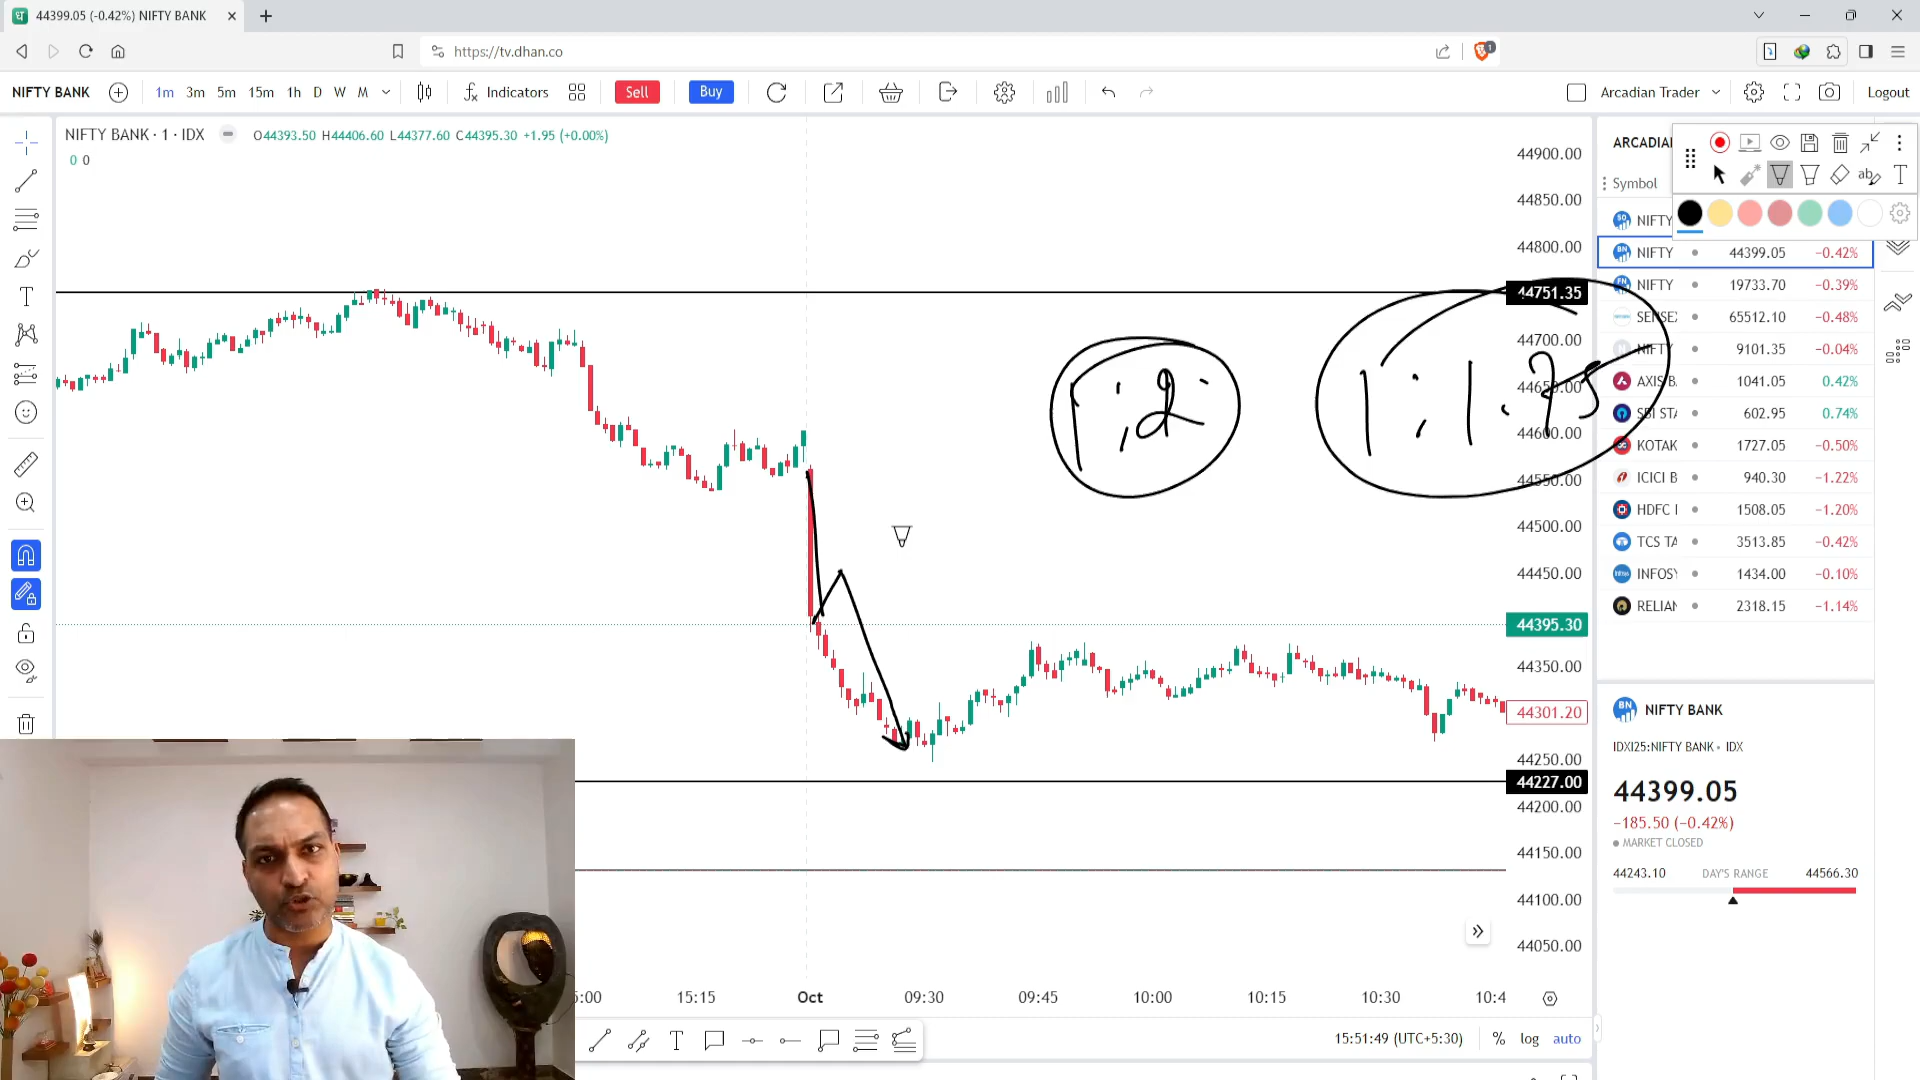 44399.05 (-0.42%) NIFTY BANK
https://tv.dhan.co
1
NIFTY BANK 1m 3m 5m 15m 1h D W M Indicators Sell Buy Arcadian Trader Logout
NIFTY BANK · 1 · IDX O44393.50 H44406.60 L44377.60 C44395.30 +1.95 (+0.00%)
0 0
44900.00
44850.00
44800.00
44751.35
44700.00
44650.00
44600.00
44550.00
44500.00
44450.00
44395.30
44350.00
44301.20
44250.00
44227.00
44200.00
44150.00
44100.00
44050.00
1:2
1:1.75
5:00 15:15 Oct 09:30 09:45 10:00 10:15 10:30 10:4
15:51:49 (UTC+5:30) % log auto
ARCADIA
Symbol
NIFTY
NIFTY 44399.05 −0.42%
NIFTY 19733.70 −0.39%
SENSEX 65512.10 −0.48%
NIFTY 9101.35 −0.04%
AXIS B 1041.05 0.42%
SBI STA 602.95 0.74%
KOTAK 1727.05 −0.50%
ICICI B 940.30 −1.22%
HDFC 1508.05 −1.20%
TCS TA 3513.85 −0.42%
INFOSY 1434.00 −0.10%
RELIAN 2318.15 −1.14%
NIFTY BANK
IDXI25:NIFTY BANK • IDX
44399.05
−185.50 (−0.42%)
MARKET CLOSED
44243.10 DAY'S RANGE 44566.30